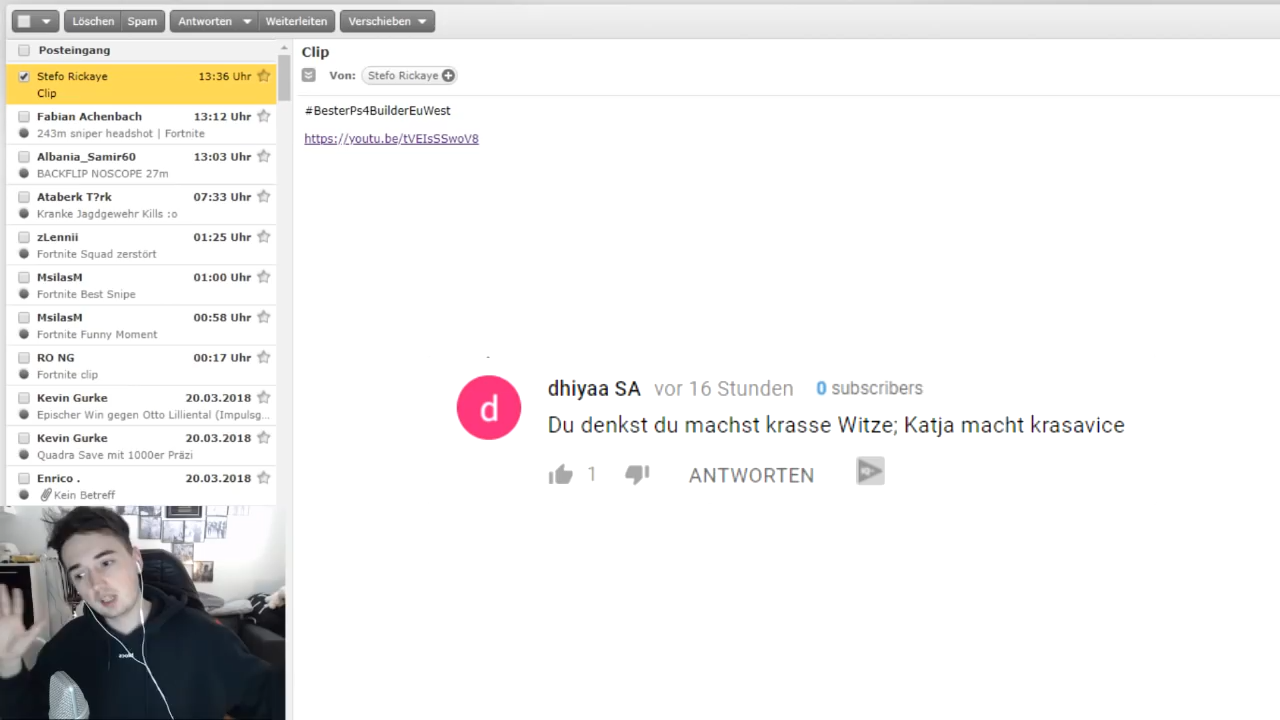 Löschen Spam Antworten Weiterleiten Verschieben
Posteingang
Stefo Rickaye 13:36 Uhr
Clip
Fabian Achenbach 13:12 Uhr
243m sniper headshot | Fortnite
Albania_Samir60 13:03 Uhr
BACKFLIP NOSCOPE 27m
Ataberk T?rk 07:33 Uhr
Kranke Jagdgewehr Kills :o
zLennii 01:25 Uhr
Fortnite Squad zerstört
MsilasM 01:00 Uhr
Fortnite Best Snipe
MsilasM 00:58 Uhr
Fortnite Funny Moment
RO NG 00:17 Uhr
Fortnite clip
Kevin Gurke 20.03.2018
Epischer Win gegen Otto Lilliental (Impulsg...
Kevin Gurke 20.03.2018
Quadra Save mit 1000er Präzi
Enrico . 20.03.2018
Kein Betreff
Clip
Von: Stefo Rickaye
#BesterPs4BuilderEuWest
https://youtu.be/tVEIsSSwoV8
d
dhiyaa SA vor 16 Stunden 0 subscribers
Du denkst du machst krasse Witze; Katja macht krasavice
1 ANTWORTEN